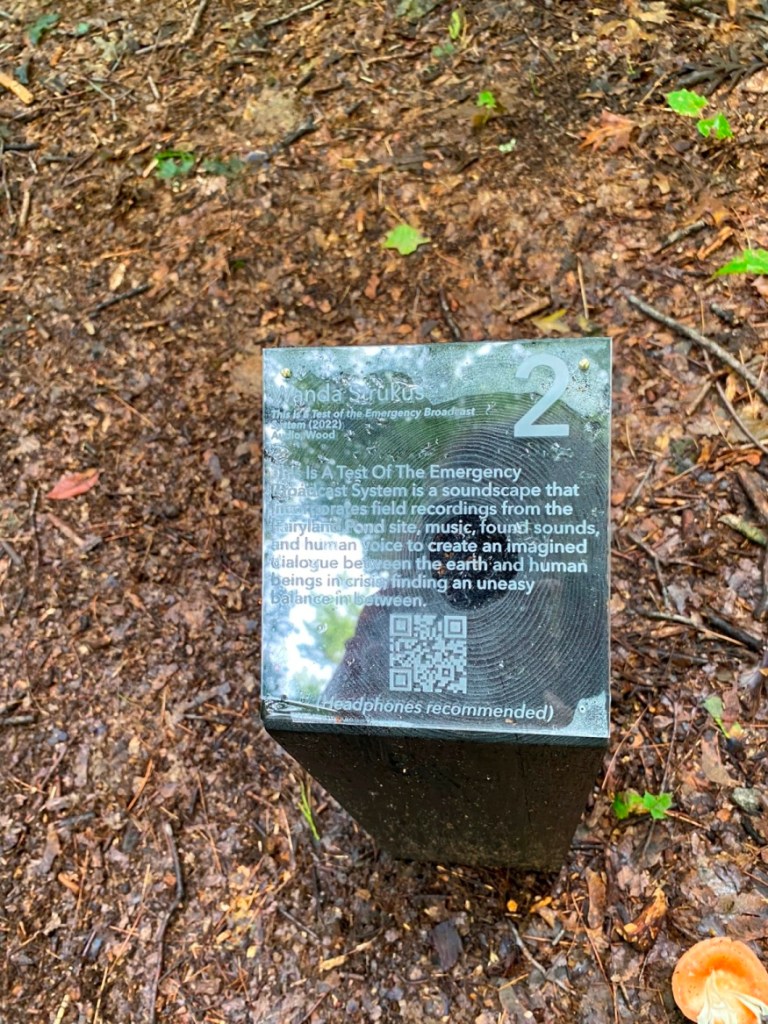 Wanda Strukus
2
This Is A Test of the Emergency Broadcast
System (2022)
Audio, Wood
This Is A Test Of The Emergency
Broadcast System is a soundscape that
incorporates field recordings from the
Fairyland Pond site, music, found sounds,
and human voice to create an imagined
dialogue between the earth and human
beings in crisis, finding an uneasy
balance in between.
(Headphones recommended)